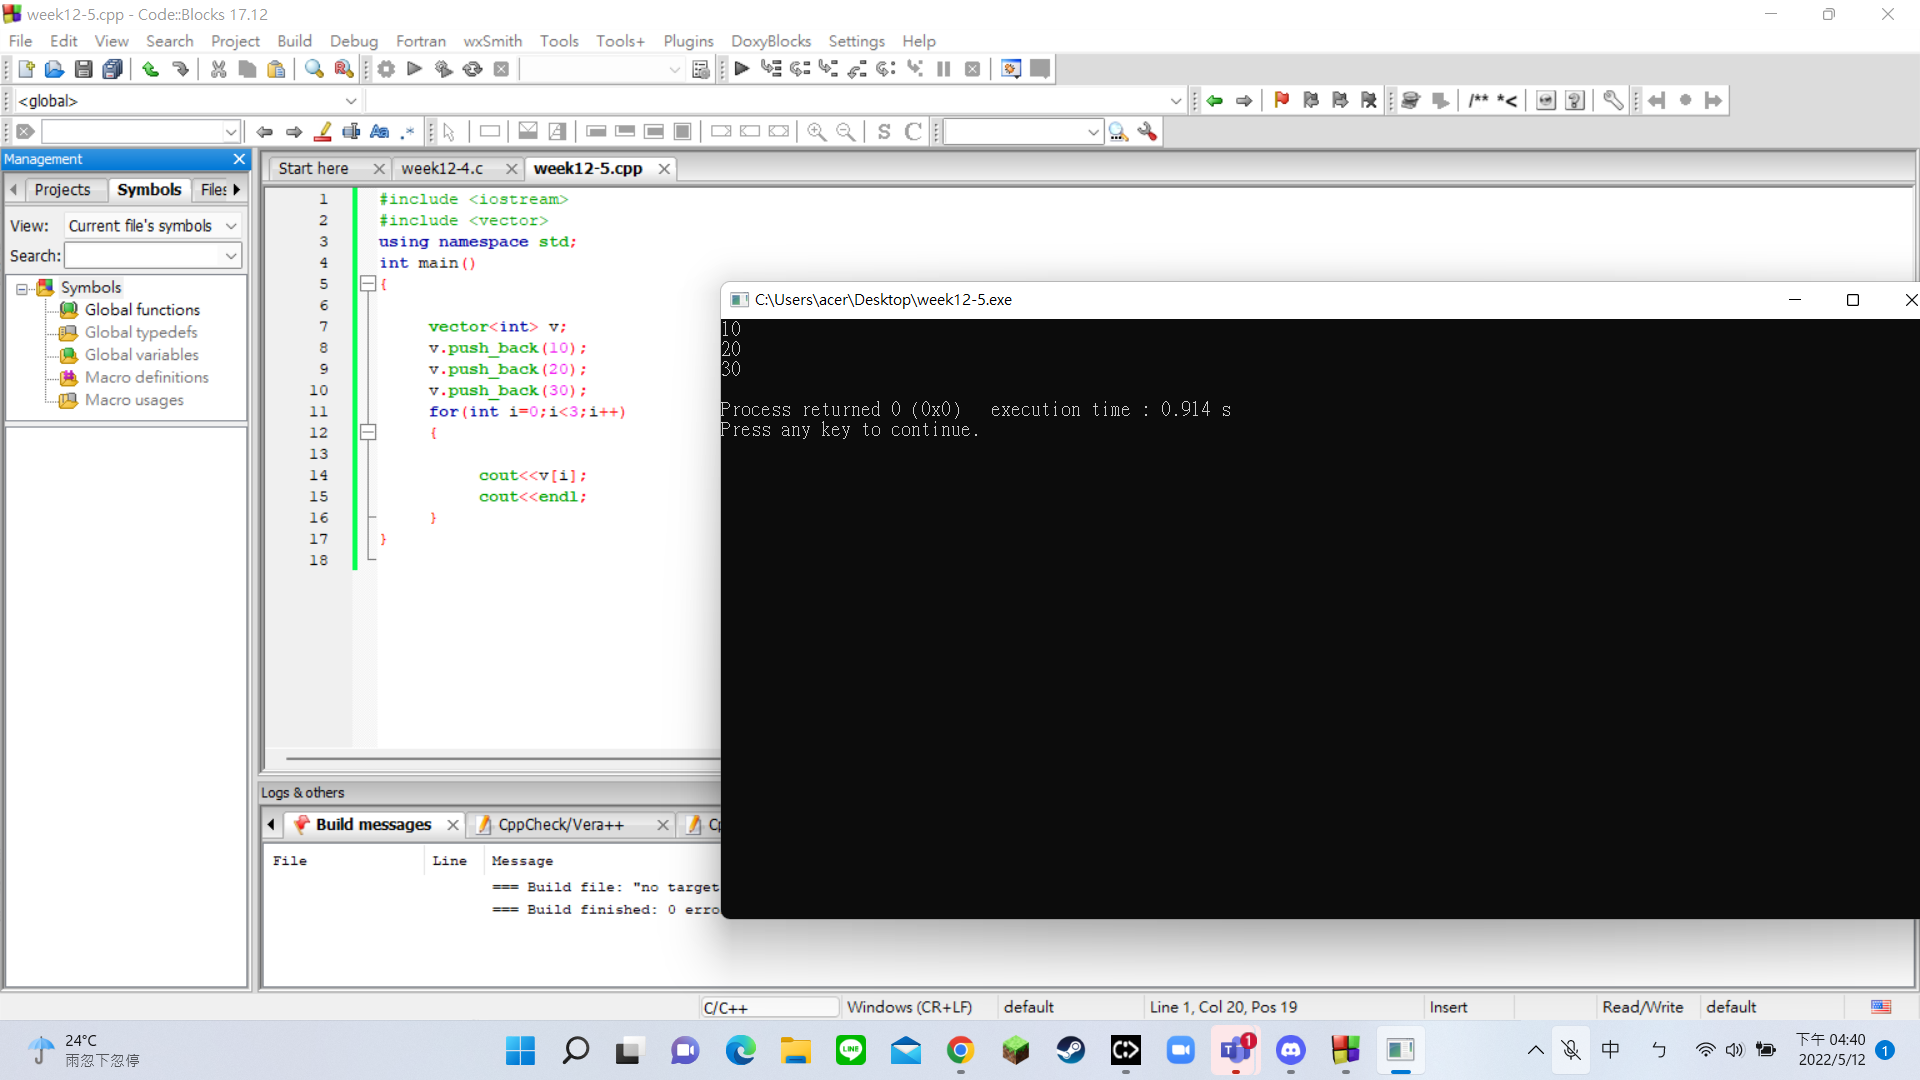 week12-5.cpp - Code::Blocks 17.12
File Edit View Search Project Build Debug Fortran wxSmith Tools Tools+ Plugins DoxyBlocks Settings Help
<global>
/** *<
Aa .*
S C
Management
Projects Symbols Files
View: Current file's symbols
Search:
Symbols
Global functions
Global typedefs
Global variables
Macro definitions
Macro usages
Start here week12-4.c week12-5.cpp
1 #include <iostream>
2 #include <vector>
3 using namespace std;
4 int main()
5 {
6
7 vector<int> v;
8 v.push_back(10);
9 v.push_back(20);
10 v.push_back(30);
11 for(int i=0;i<3;i++)
12 {
13
14 cout<<v[i];
15 cout<<endl;
16 }
17 }
18
C:\Users\acer\Desktop\week12-5.exe
10
20
30
Process returned 0 (0x0) execution time : 0.914 s
Press any key to continue.
Logs & others
Build messages CppCheck/Vera++
File Line Message
=== Build file: "no target
=== Build finished: 0 erro
C/C++ Windows (CR+LF) default Line 1, Col 20, Pos 19 Insert Read/Write default
24°C
雨忽下忽停
LINE
1
中 ㄅ
下午 04:40
2022/5/12
1